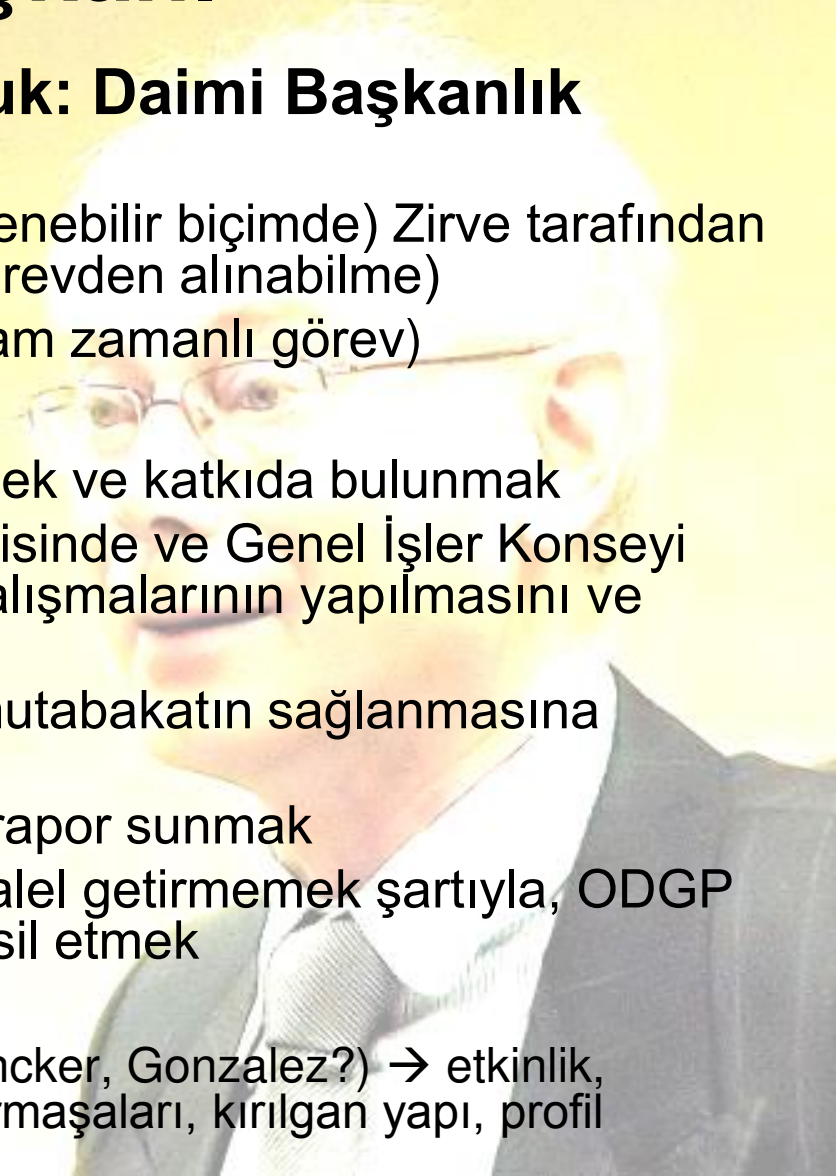 uk: Daimi Başkanlık
enebilir biçimde) Zirve tarafından
revden alınabilme)
am zamanlı görev)
ek ve katkıda bulunmak
isinde ve Genel İşler Konseyi
alışmalarının yapılmasını ve
nutabakatın sağlanmasına
rapor sunmak
alel getirmemek şartıyla, ODGP
sil etmek
ncker, Gonzalez?) → etkinlik,
rmaşaları, kırılgan yapı, profil